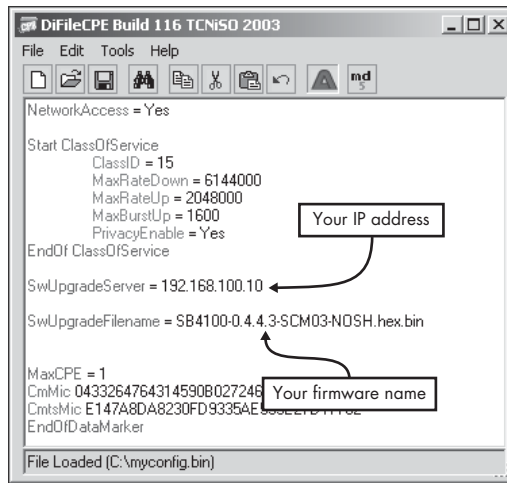 DiFileCPE Build 116 TCNiSO 2003
File Edit Tools Help
md
5
NetworkAccess = Yes
Start ClassOfService
ClassID = 15
MaxRateDown = 6144000
MaxRateUp = 2048000
MaxBurstUp = 1600
PrivacyEnable = Yes
EndOf ClassOfService
Your IP address
SwUpgradeServer = 192.168.100.10
SwUpgradeFilename = SB4100-0.4.4.3-SCM03-NOSH.hex.bin
MaxCPE = 1
CmMic 0433264764314590B027246
Your firmware name
CmtsMic E147A8DA8230FD9335AE
EndOfDataMarker
File Loaded (C:\myconfig.bin)